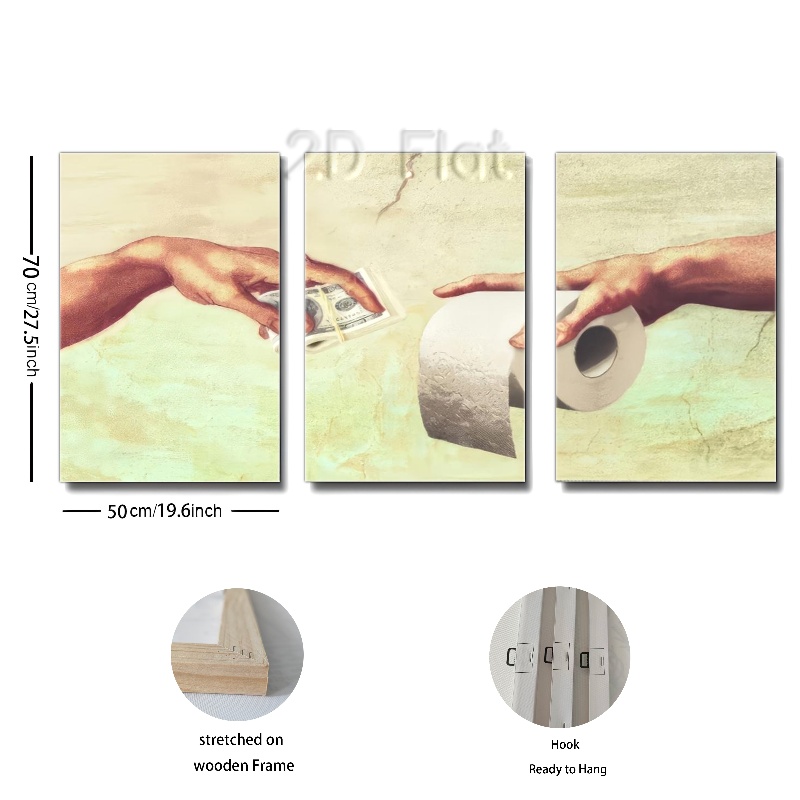 2D Flat
70 cm/27.5inch
50 cm/19.6inch
stretched on
wooden Frame
Hook
Ready to Hang